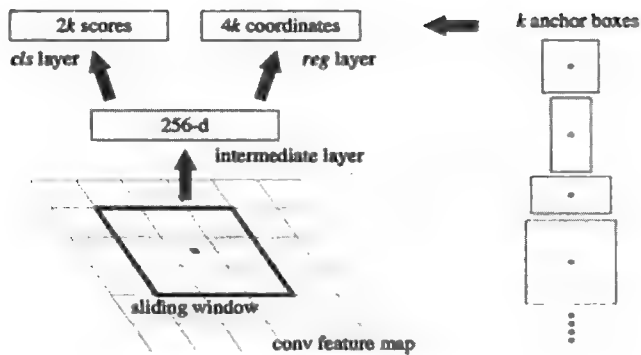 2k scores
4k coordinates
k anchor boxes
cls layer
reg layer
256-d
intermediate layer
sliding window
conv feature map